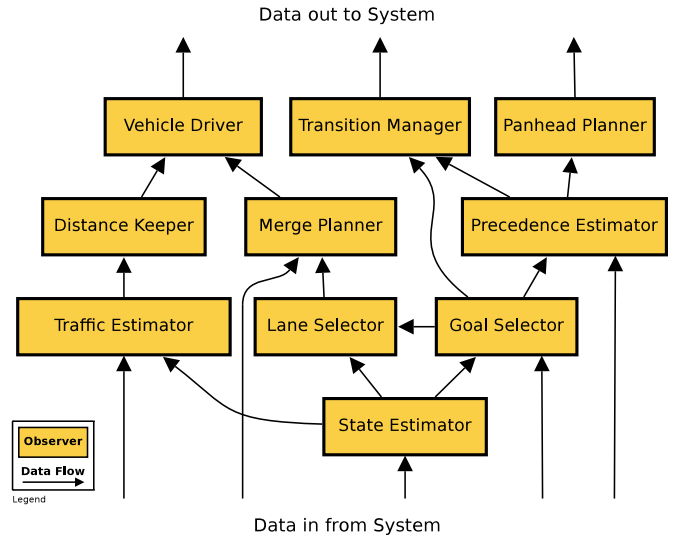 Data out to System
Vehicle Driver
Transition Manager
Panhead Planner
Distance Keeper
Merge Planner
Precedence Estimator
Traffic Estimator
Lane Selector
Goal Selector
State Estimator
Observer
Data Flow
Legend
Data in from System